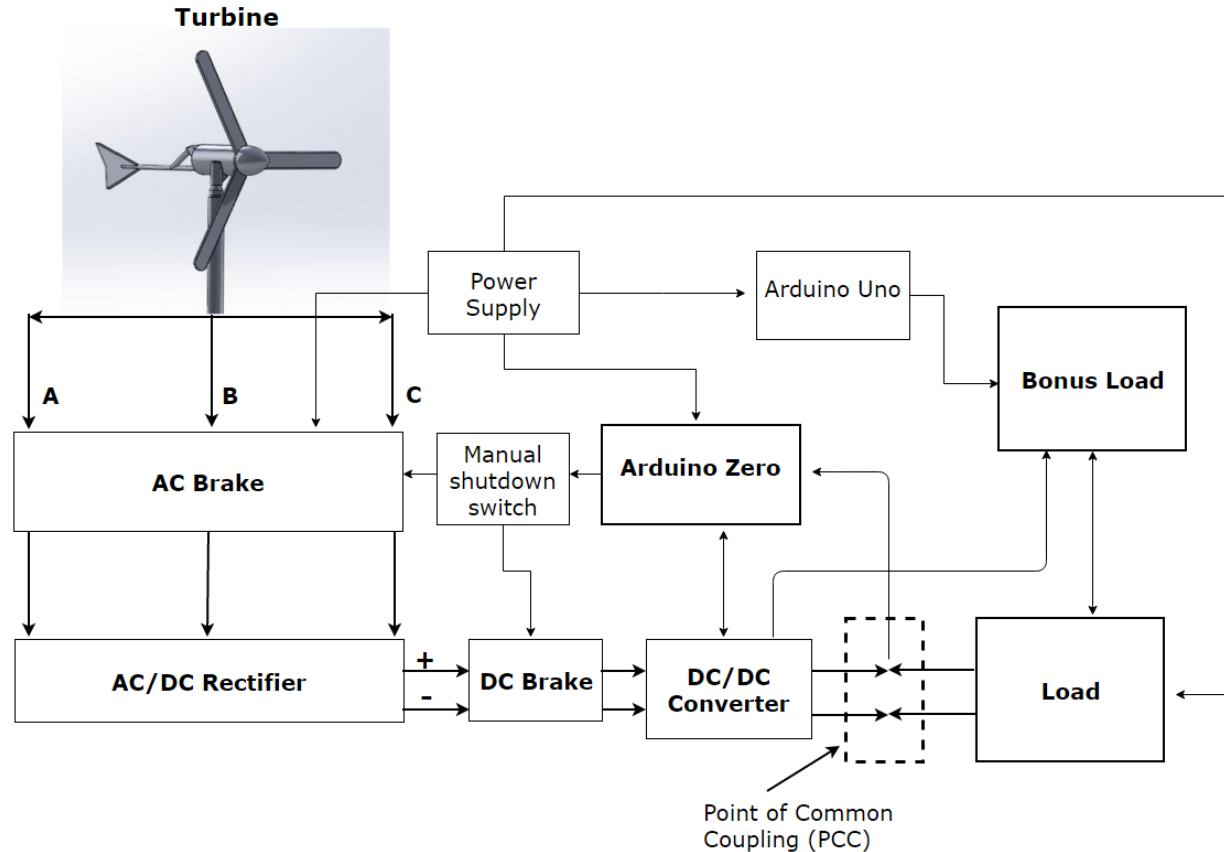 Turbine
Power
Supply
Arduino Uno
Bonus Load
A
B
C
AC Brake
Manual
shutdown
switch
Arduino Zero
AC/DC Rectifier
+
-
DC Brake
DC/DC
Converter
Load
Point of Common
Coupling (PCC)